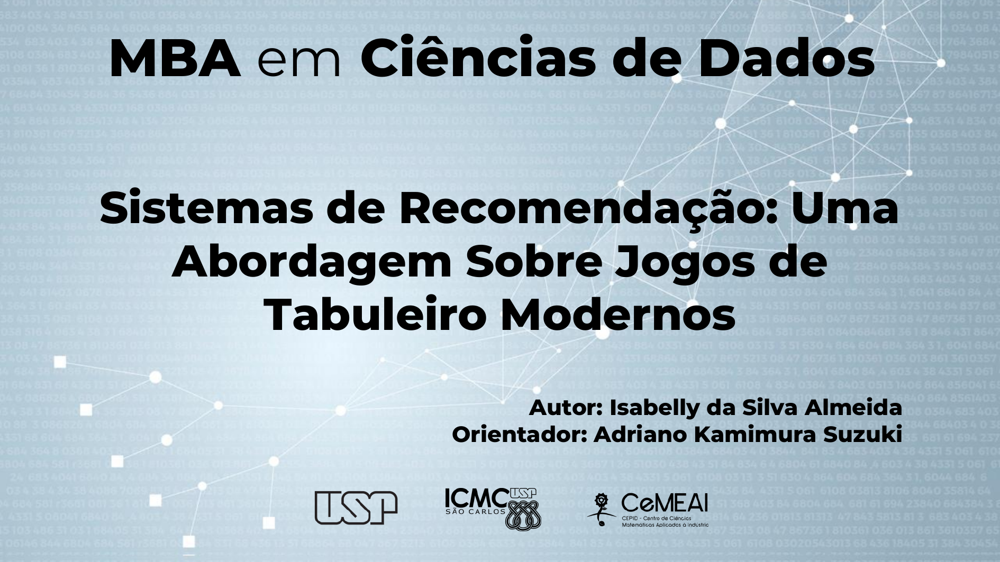 MBA em Ciências de Dados
Sistemas de Recomendação: Uma
Abordagem Sobre Jogos de
Tabuleiro Modernos
Autor: Isabelly da Silva Almeida
Orientador: Adriano Kamimura Suzuki
USP
ICMC USP
SÃO CARLOS
CeMEAI
CEPID - Centro de Ciências
Matemáticas Aplicadas à Indústria